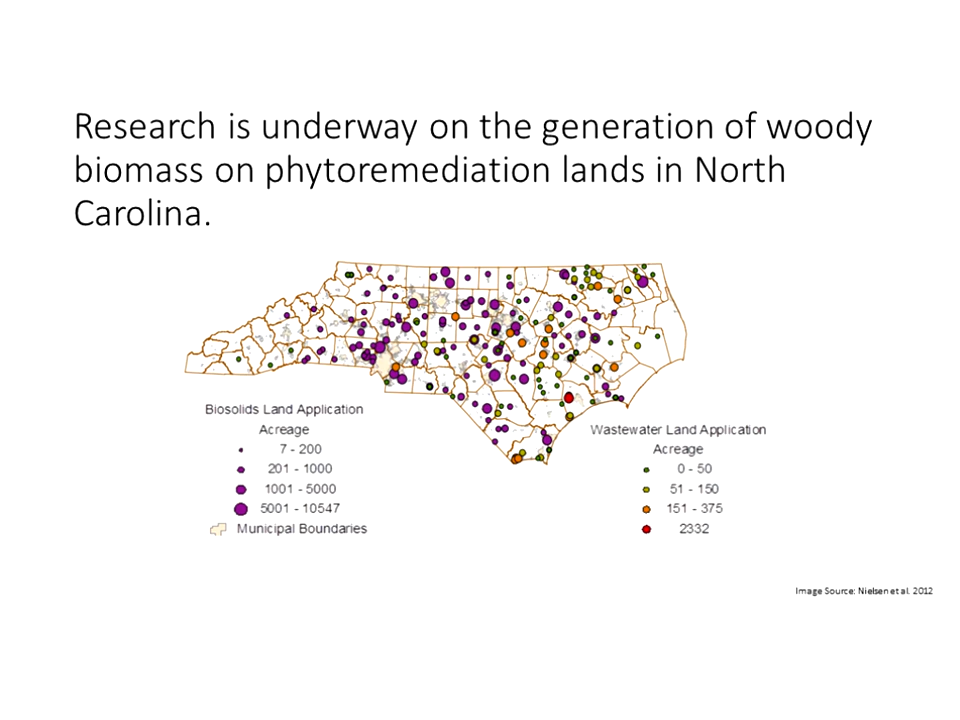 Research is underway on the generation of woody
biomass on phytoremediation lands in North
Carolina.
Biosolids Land Application
Acreage
7 - 200
201 - 1000
1001 - 5000
5001 - 10547
Municipal Boundaries
Wastewater Land Application
Acreage
0 - 50
51 - 150
151 - 375
2332
Image Source: Nielsen et al. 2012